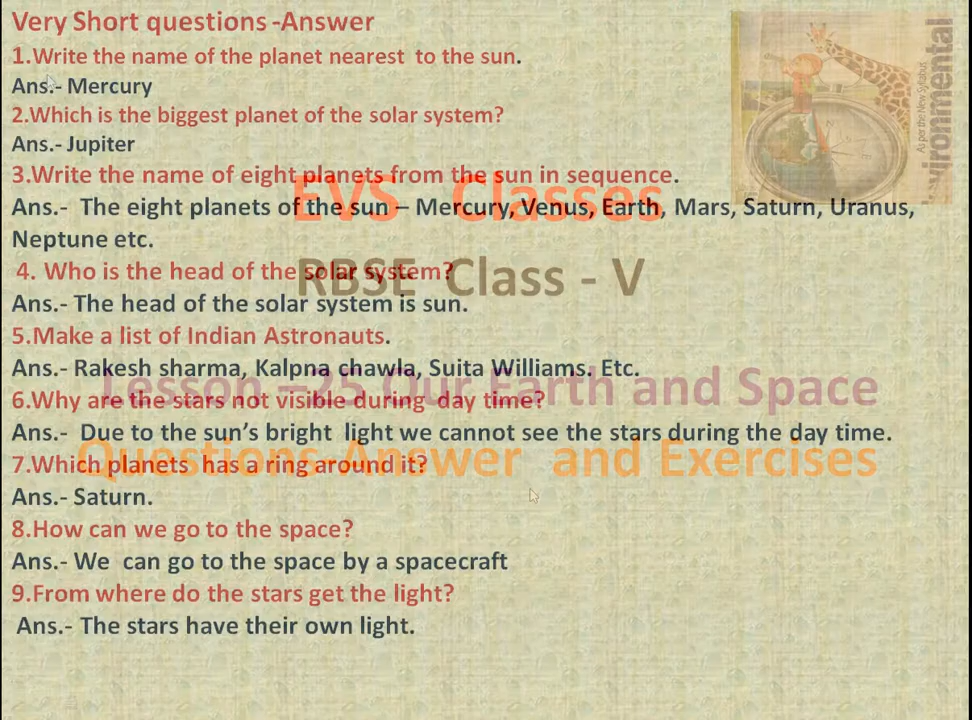 Very Short questions -Answer
1.Write the name of the planet nearest  to the sun.
Ans.- Mercury
2.Which is the biggest planet of the solar system?
Ans.- Jupiter
3.Write the name of eight planets from the sun in sequence.
Ans.-  The eight planets of the sun – Mercury, Venus, Earth, Mars, Saturn, Uranus,
Neptune etc.
4. Who is the head of the solar system?
Ans.- The head of the solar system is sun.
5.Make a list of Indian Astronauts.
Ans.- Rakesh sharma, Kalpna chawla, Suita Williams. Etc.
6.Why are the stars not visible during  day time?
Ans.-  Due to the sun's bright  light we cannot see the stars during the day time.
7.Which planets  has a ring around it?
Ans.- Saturn.
8.How can we go to the space?
Ans.- We  can go to the space by a spacecraft
9.From where do the stars get the light?
Ans.- The stars have their own light.
EVS  Classes
RBSE  Class - V
Lesson –25 Our Earth and Space
Questions-Answer  and Exercises
As per the New Syllabus
vironmental